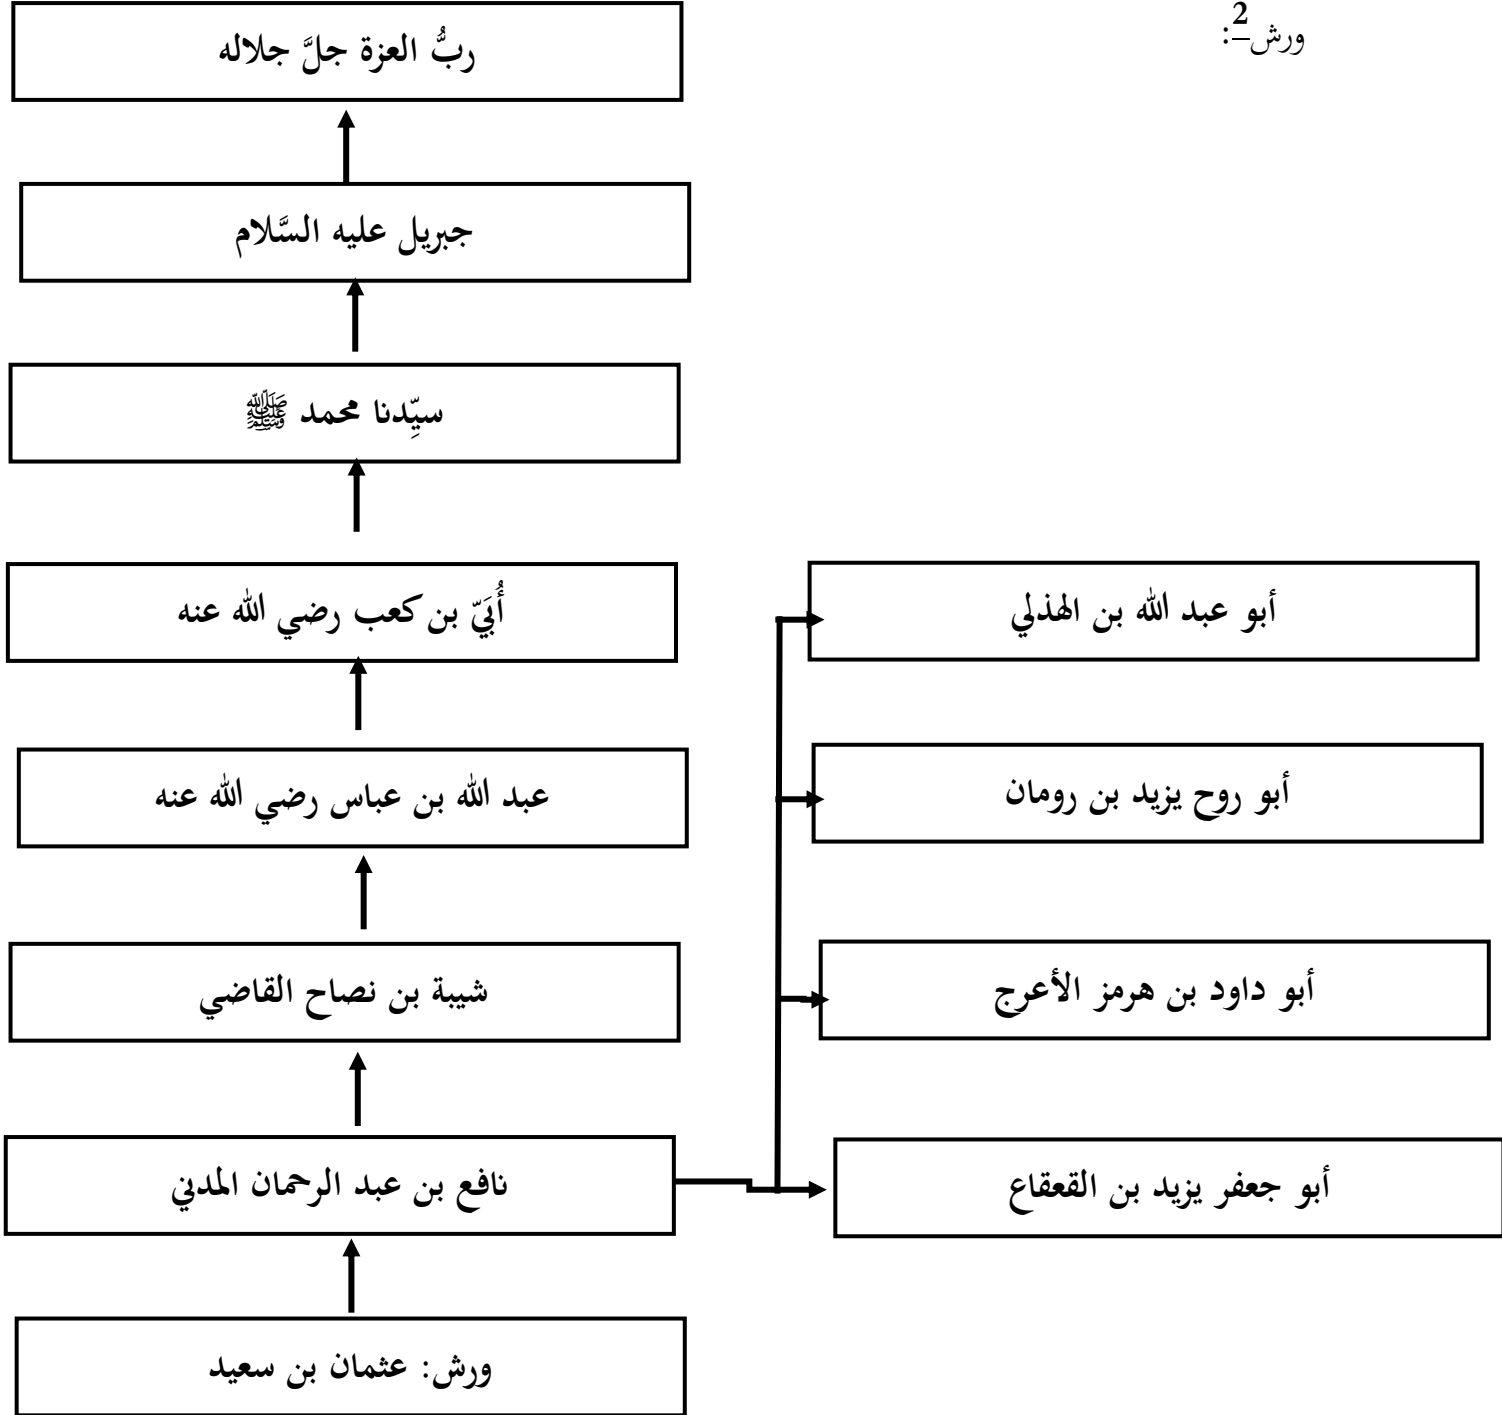 ورش2:
ربُّ العزة جلَّ جلاله
جبريل عليه السَّلام
سيِّدنا محمد ﷺ
أُبَيّ بن كعب رضي الله عنه
أبو عبد الله بن الهذلي
عبد الله بن عباس رضي الله عنه
أبو روح يزيد بن رومان
شيبة بن نصاح القاضي
أبو داود بن هرمز الأعرج
نافع بن عبد الرحمان المدني
أبو جعفر يزيد بن القعقاع
ورش: عثمان بن سعيد